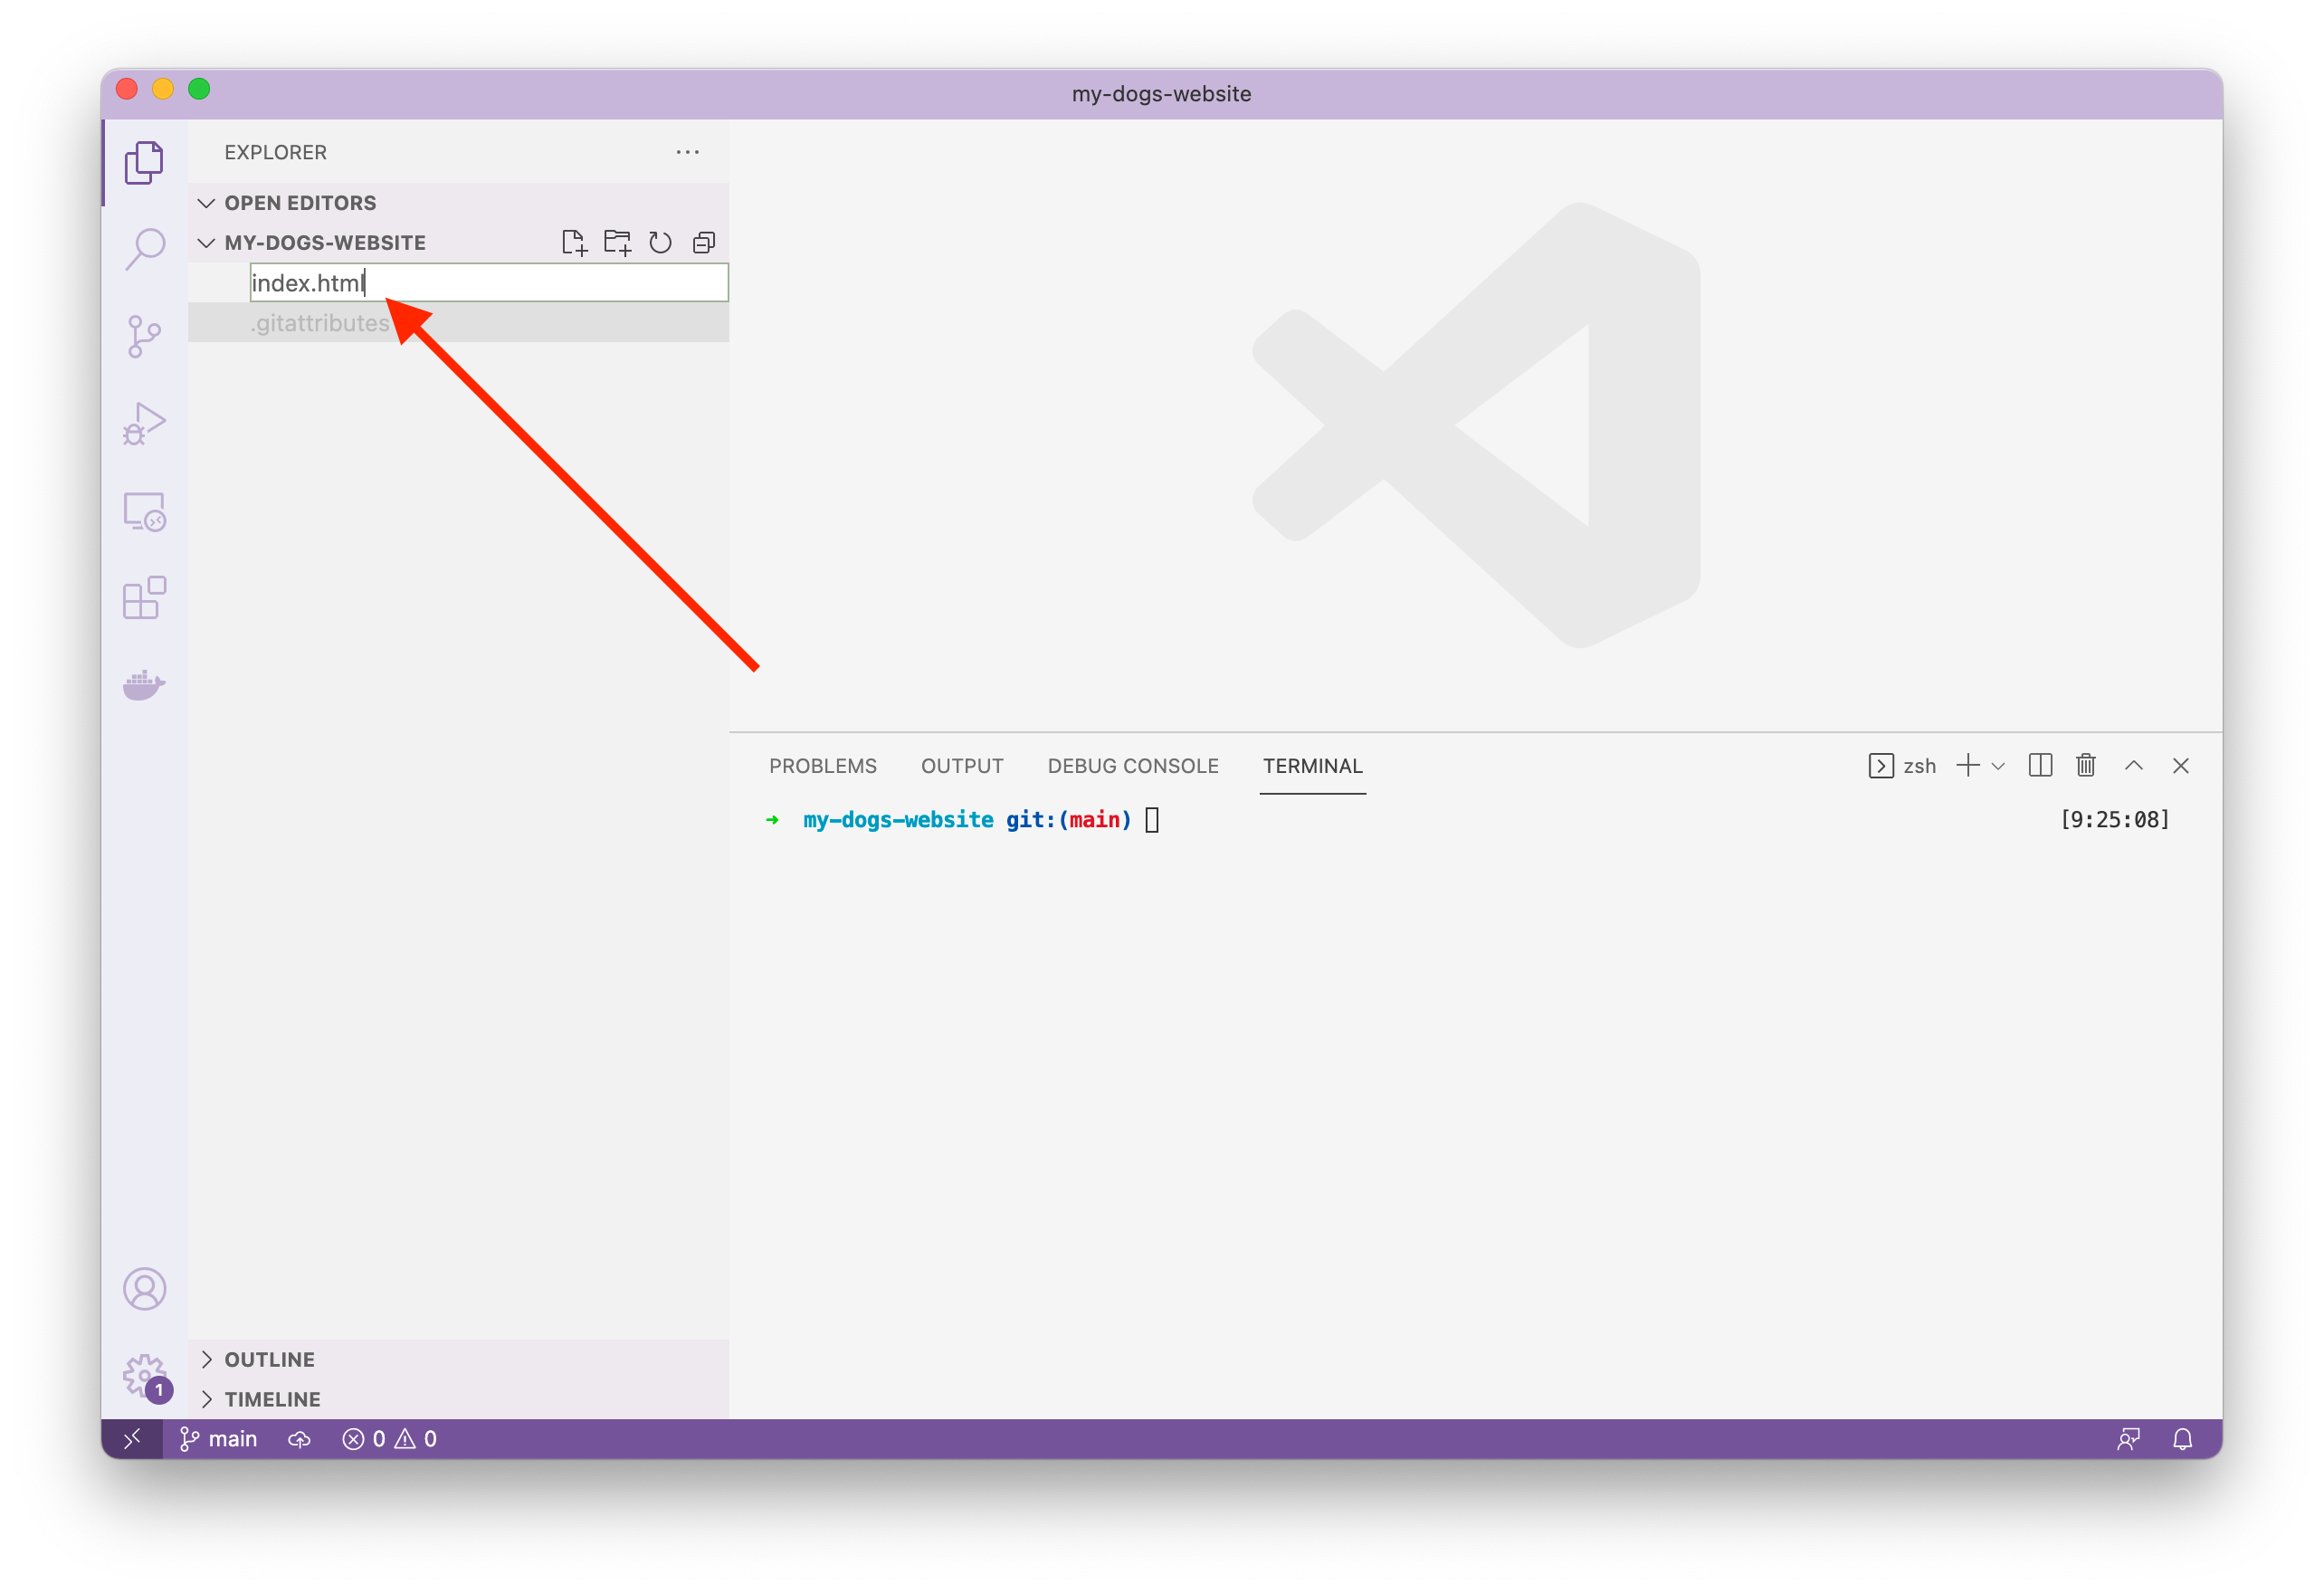 my-dogs-website
EXPLORER
OPEN EDITORS
MY-DOGS-WEBSITE
index.html
.gitattributes
PROBLEMS OUTPUT DEBUG CONSOLE TERMINAL zsh
my-dogs-website git:(main) [9:25:08]
OUTLINE
TIMELINE
1
main 0 0